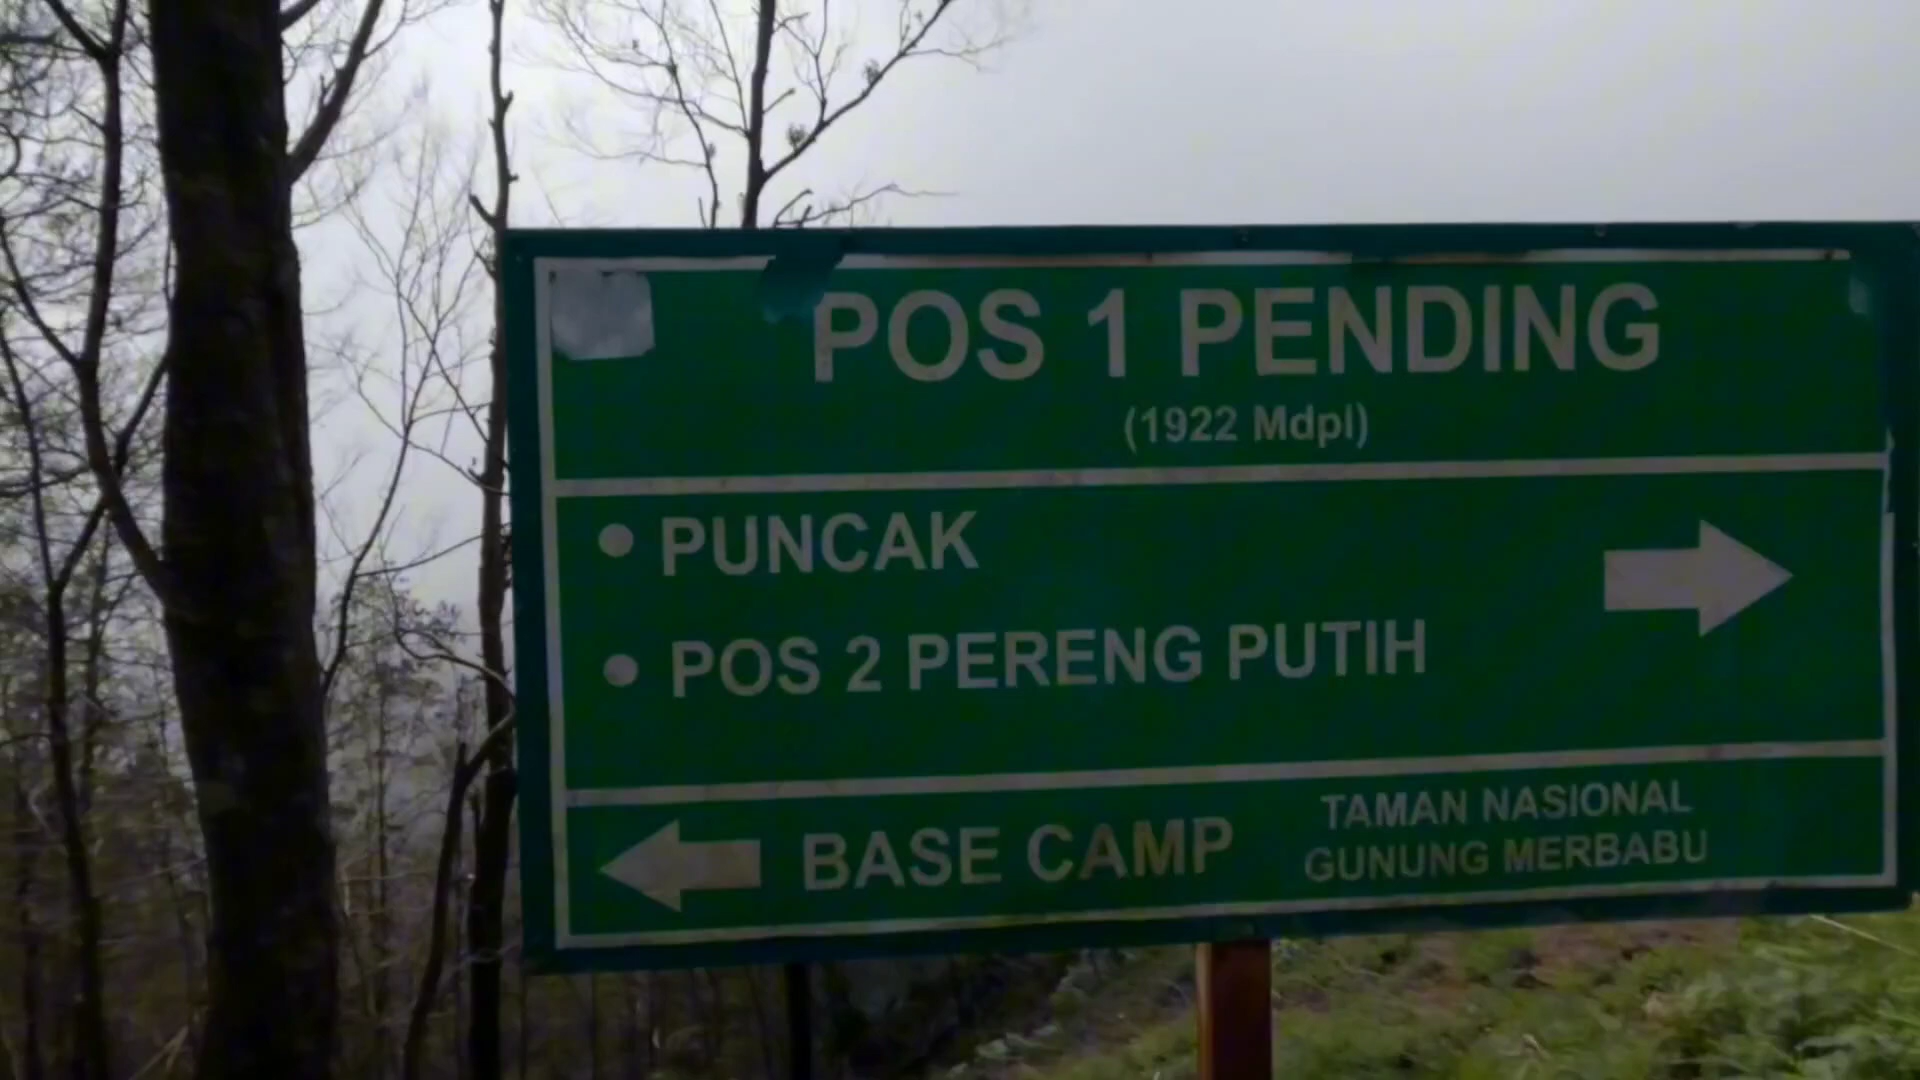 POS 1 PENDING
(1922 Mdpl)
• PUNCAK
• POS 2 PERENG PUTIH
BASE CAMP
TAMAN NASIONAL
GUNUNG MERBABU